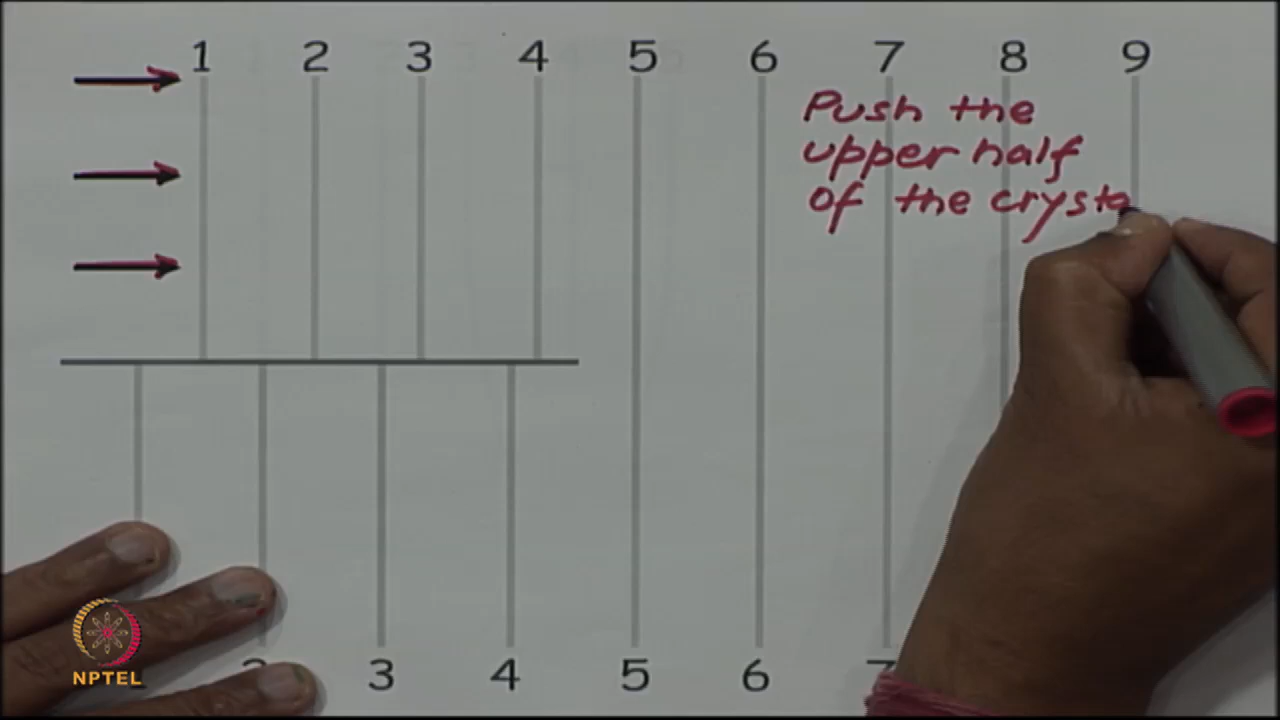 1 2 3 4 5 6 7 8 9
Push the
upper half
of the crysta
3 4 5 6 7
NPTEL